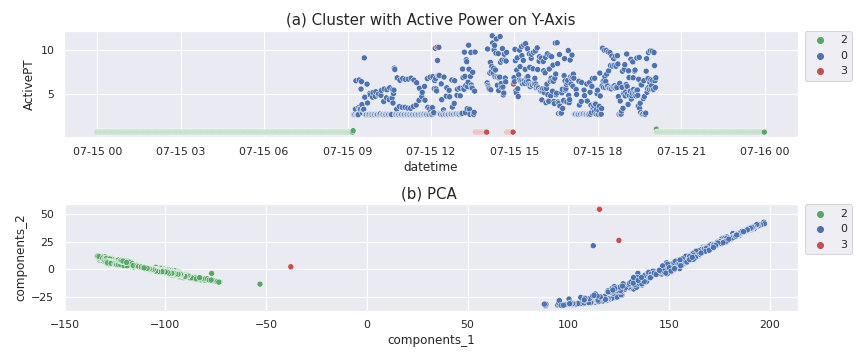 (a) Cluster with Active Power on Y-Axis
ActivePT
10
5
2
0
3
07-15 00 07-15 03 07-15 06 07-15 09 07-15 12 07-15 15 07-15 18 07-15 21 07-16 00
datetime
(b) PCA
components_2
50
25
0
−25
2
0
3
−150 −100 −50 0 50 100 150 200
components_1